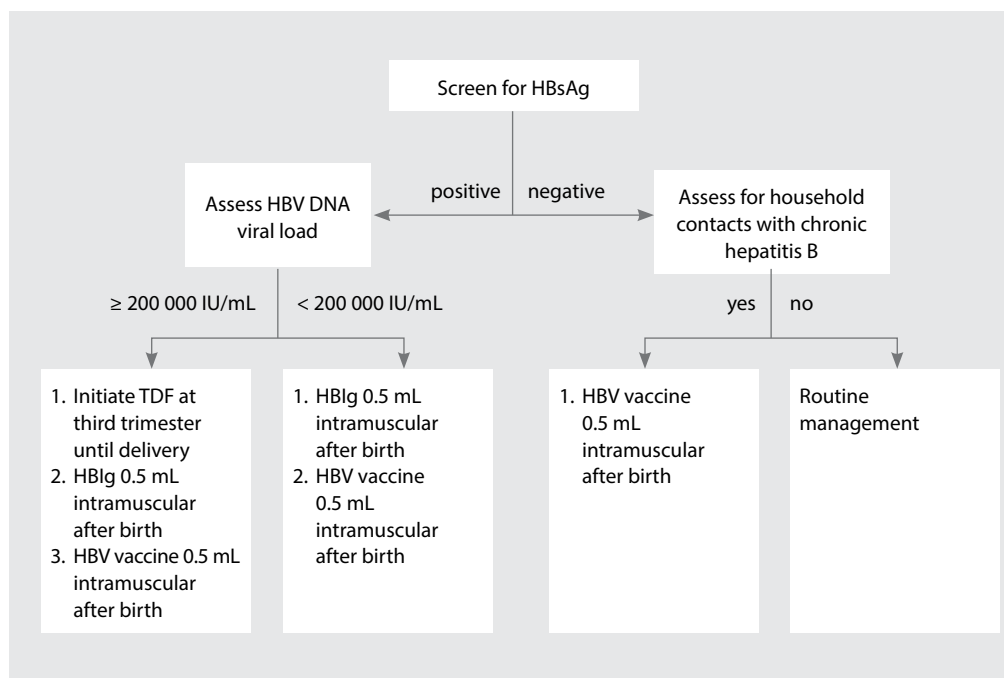 Screen for HBsAg
positive
negative
Assess HBV DNA
viral load
Assess for household
contacts with chronic
hepatitis B
≥ 200 000 IU/mL
< 200 000 IU/mL
yes
no
1. Initiate TDF at
third trimester
until delivery
2. HBIg 0.5 mL
intramuscular
after birth
3. HBV vaccine 0.5 mL
intramuscular
after birth
1. HBIg 0.5 mL
intramuscular
after birth
2. HBV vaccine
0.5 mL
intramuscular
after birth
1. HBV vaccine
0.5 mL
intramuscular
after birth
Routine
management